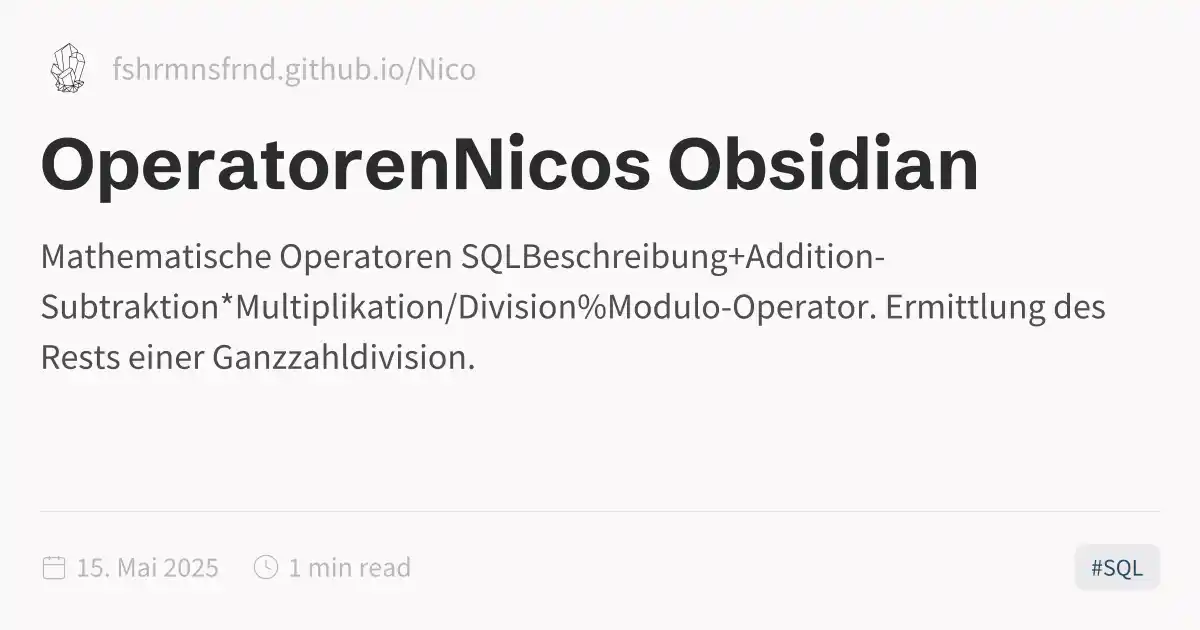 fshrmnsfrnd.github.io/Nico
OperatorenNicos Obsidian
Mathematische Operatoren SQLBeschreibung+Addition-
Subtraktion*Multiplikation/Division%Modulo-Operator. Ermittlung des
Rests einer Ganzzahldivision.
15. Mai 2025 1 min read #SQL